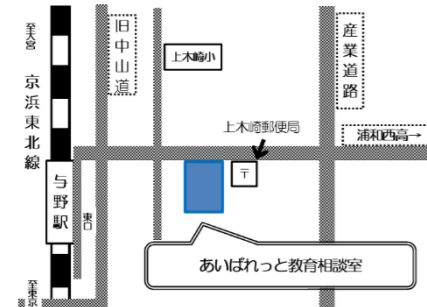 至大宮
京浜東北線
与野駅
東口
至東京
旧中山道
上木崎小
上木崎郵便局
〒
産業道路
浦和西高→
あいぱれっと教育相談室